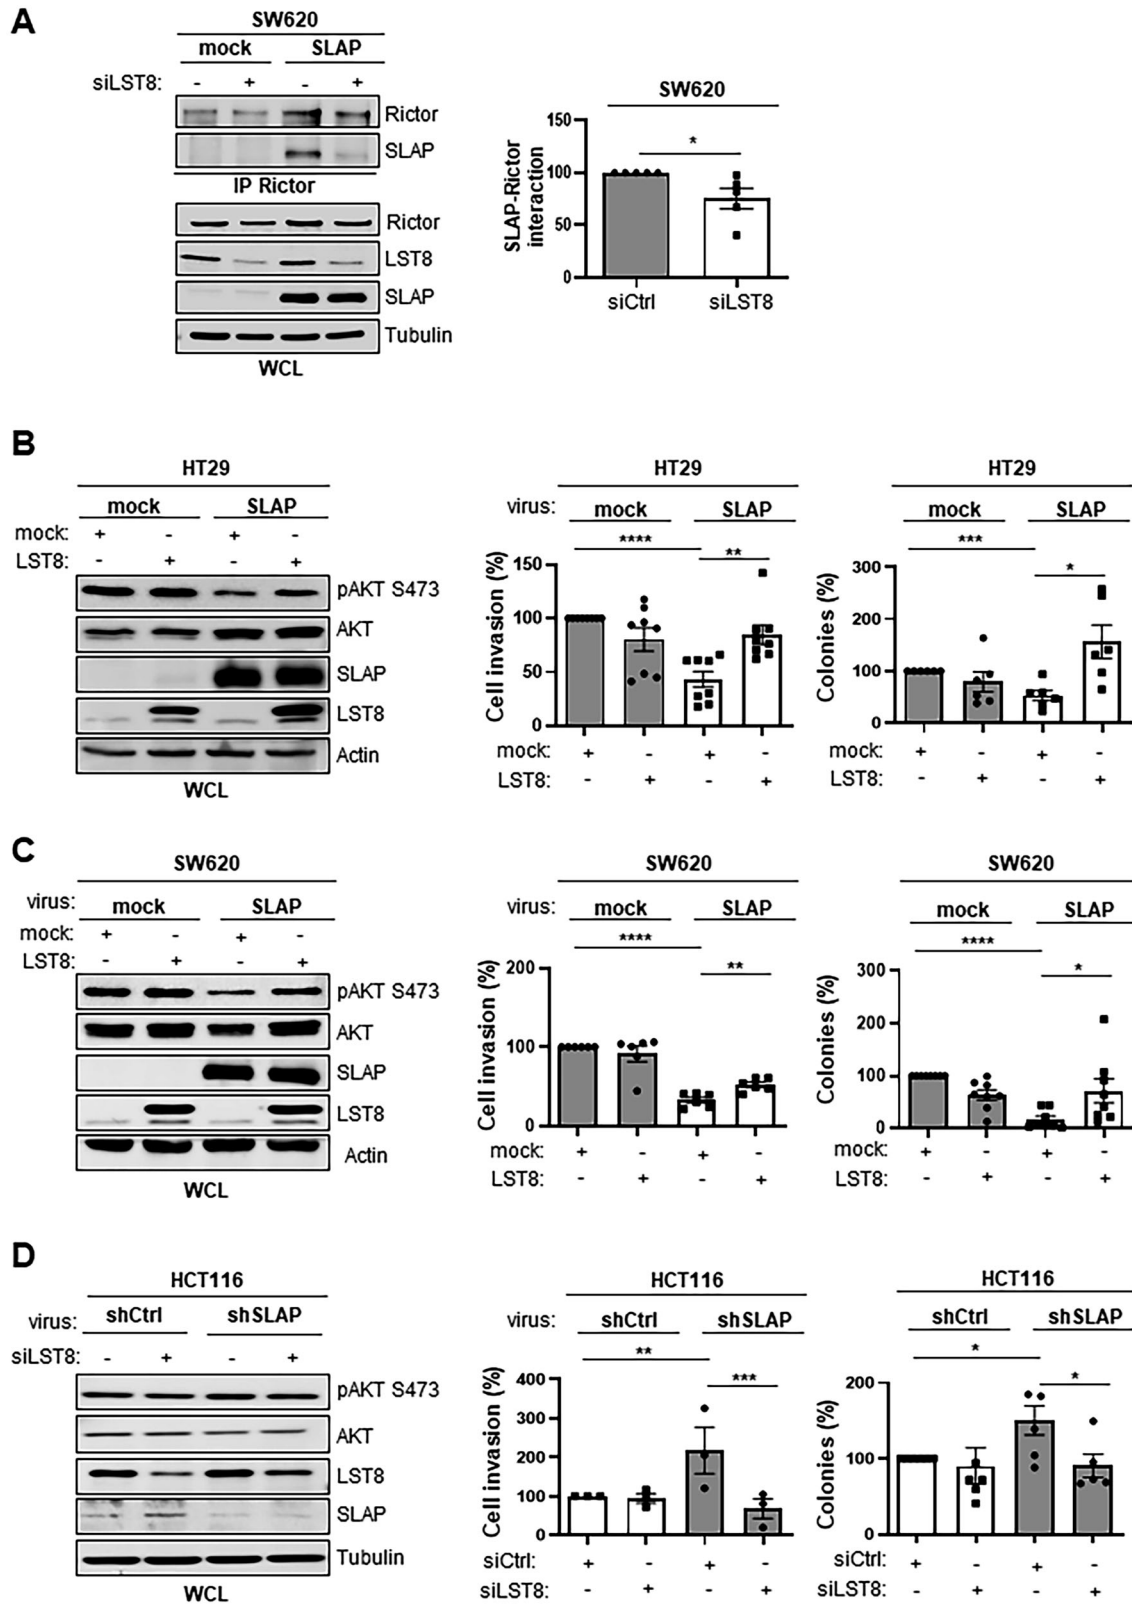 A
SW620
mock SLAP
siLST8: - + - +
Rictor
SLAP
IP Rictor
Rictor
LST8
SLAP
Tubulin
WCL
SW620
SLAP-Rictor
interaction
150
100
50
0
*
siCtrl siLST8
B
HT29
mock SLAP
mock: + - + -
LST8: - + - +
pAKT S473
AKT
SLAP
LST8
Actin
WCL
HT29
virus: mock SLAP
**** **
Cell invasion (%)
150
100
50
0
mock: + - + -
LST8: - + - +
HT29
mock SLAP
*** *
Colonies (%)
300
200
100
0
mock: + - + -
LST8: - + - +
C
SW620
virus: mock SLAP
mock: + - + -
LST8: - + - +
pAKT S473
AKT
SLAP
LST8
Actin
WCL
SW620
virus: mock SLAP
**** **
Cell invasion (%)
200
100
0
mock: + - + -
LST8: - + - +
SW620
mock SLAP
**** *
Colonies (%)
300
200
100
0
mock: + - + -
LST8: - + - +
D
HCT116
virus: shCtrl shSLAP
siLST8: - + - +
pAKT S473
AKT
LST8
SLAP
Tubulin
WCL
HCT116
virus: shCtrl shSLAP
** ***
Cell invasion (%)
400
300
200
100
0
siCtrl: + - + -
siLST8: - + - +
HCT116
shCtrl shSLAP
* *
Colonies (%)
200
100
0
siCtrl: + - + -
siLST8: - + - +